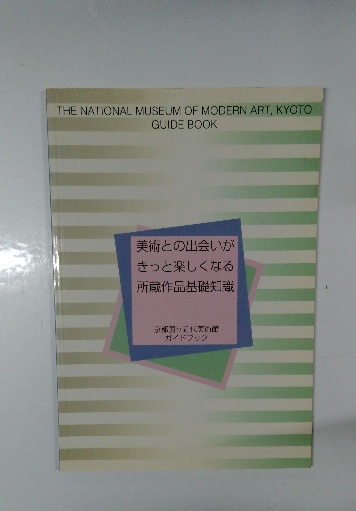 THE NATIONAL MUSEUM OF MODERN ART, KYOTO
GUIDE BOOK
美術との出会いが
きっと楽しくなる
所蔵作品基礎知識
京都国立近代美術館
ガイドブック